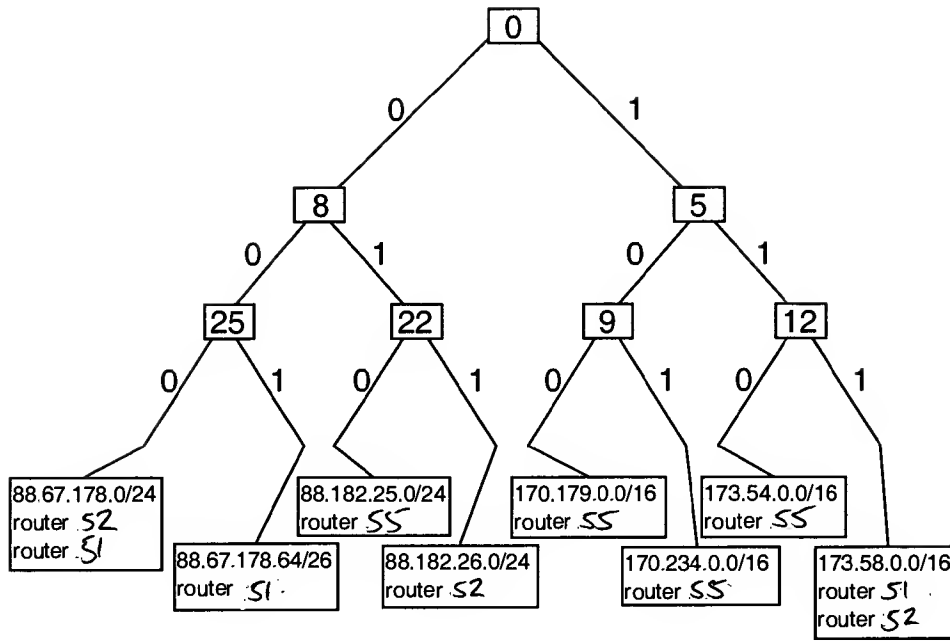 0
0
1
8
5
0
1
0
1
25
22
9
12
0
1
0
1
0
1
0
1
88.67.178.0/24
router 52
router 51
88.67.178.64/26
router 51
88.182.25.0/24
router 55
88.182.26.0/24
router 52
170.179.0.0/16
router 55
170.234.0.0/16
router 55
173.54.0.0/16
router 55
173.58.0.0/16
router 51
router 52